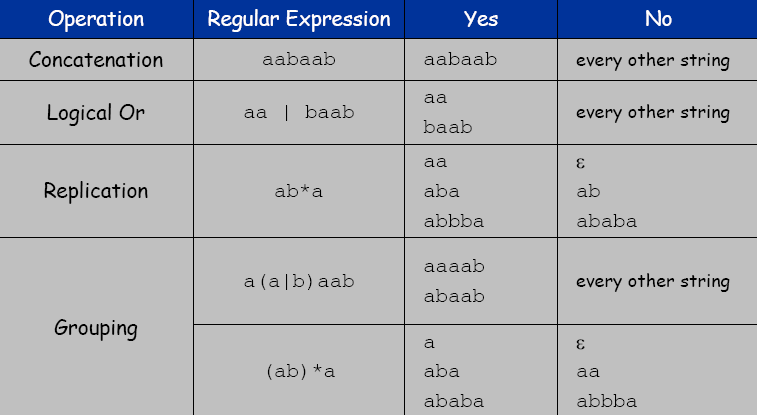 Operation Regular Expression Yes No
Concatenation aabaab aabaab every other string
Logical Or aa | baab aa baab every other string
Replication ab*a aa aba abbba ε ab ababa
Grouping a(a|b)aab aaaab abaab every other string
(ab)*a a aba ababa ε aa abbba